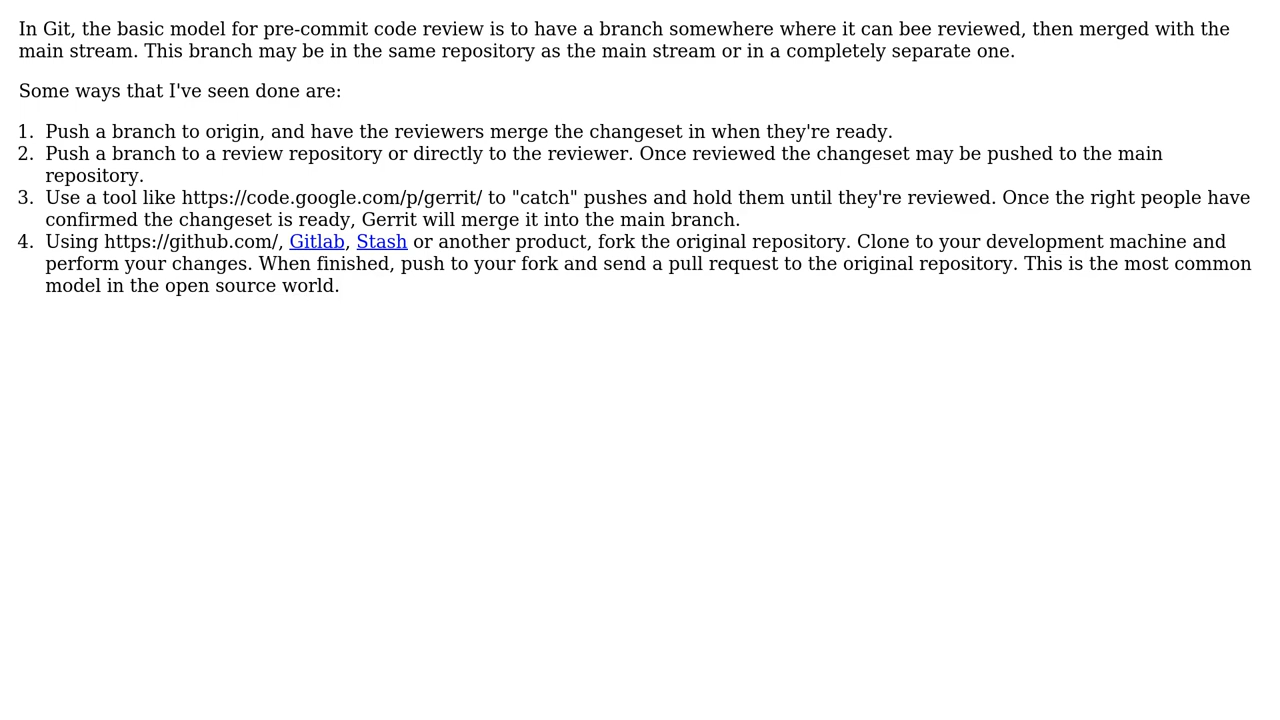 In Git, the basic model for pre-commit code review is to have a branch somewhere where it can bee reviewed, then merged with the
main stream. This branch may be in the same repository as the main stream or in a completely separate one.
Some ways that I've seen done are:
1. Push a branch to origin, and have the reviewers merge the changeset in when they're ready.
2. Push a branch to a review repository or directly to the reviewer. Once reviewed the changeset may be pushed to the main
repository.
3. Use a tool like https://code.google.com/p/gerrit/ to "catch" pushes and hold them until they're reviewed. Once the right people have
confirmed the changeset is ready, Gerrit will merge it into the main branch.
4. Using https://github.com/, Gitlab, Stash or another product, fork the original repository. Clone to your development machine and
perform your changes. When finished, push to your fork and send a pull request to the original repository. This is the most common
model in the open source world.